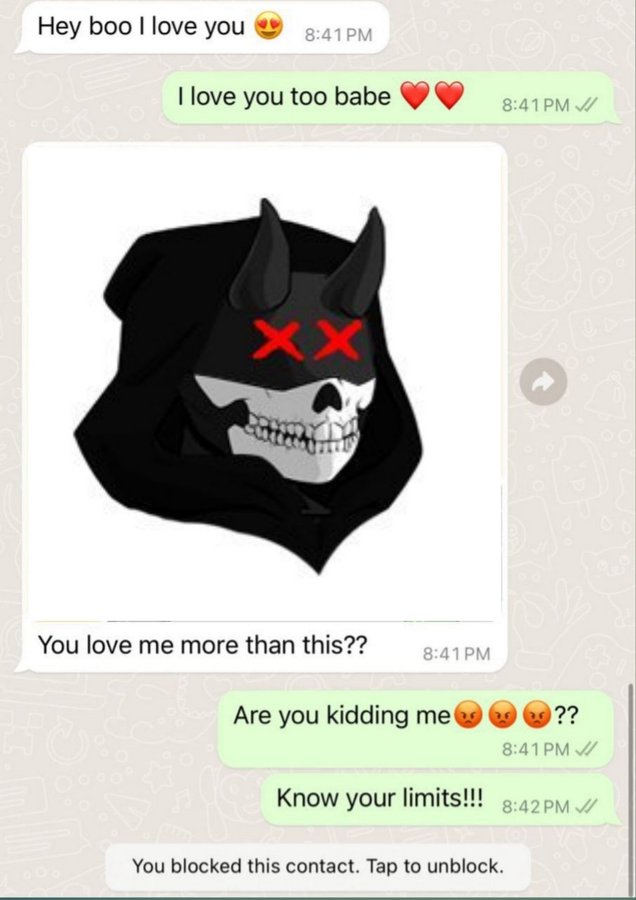 Hey boo I love you 😍 8:41 PM
I love you too babe ❤️❤️ 8:41 PM
You love me more than this?? 8:41 PM
Are you kidding me😡😡😡??
8:41 PM
Know your limits!!! 8:42 PM
You blocked this contact. Tap to unblock.